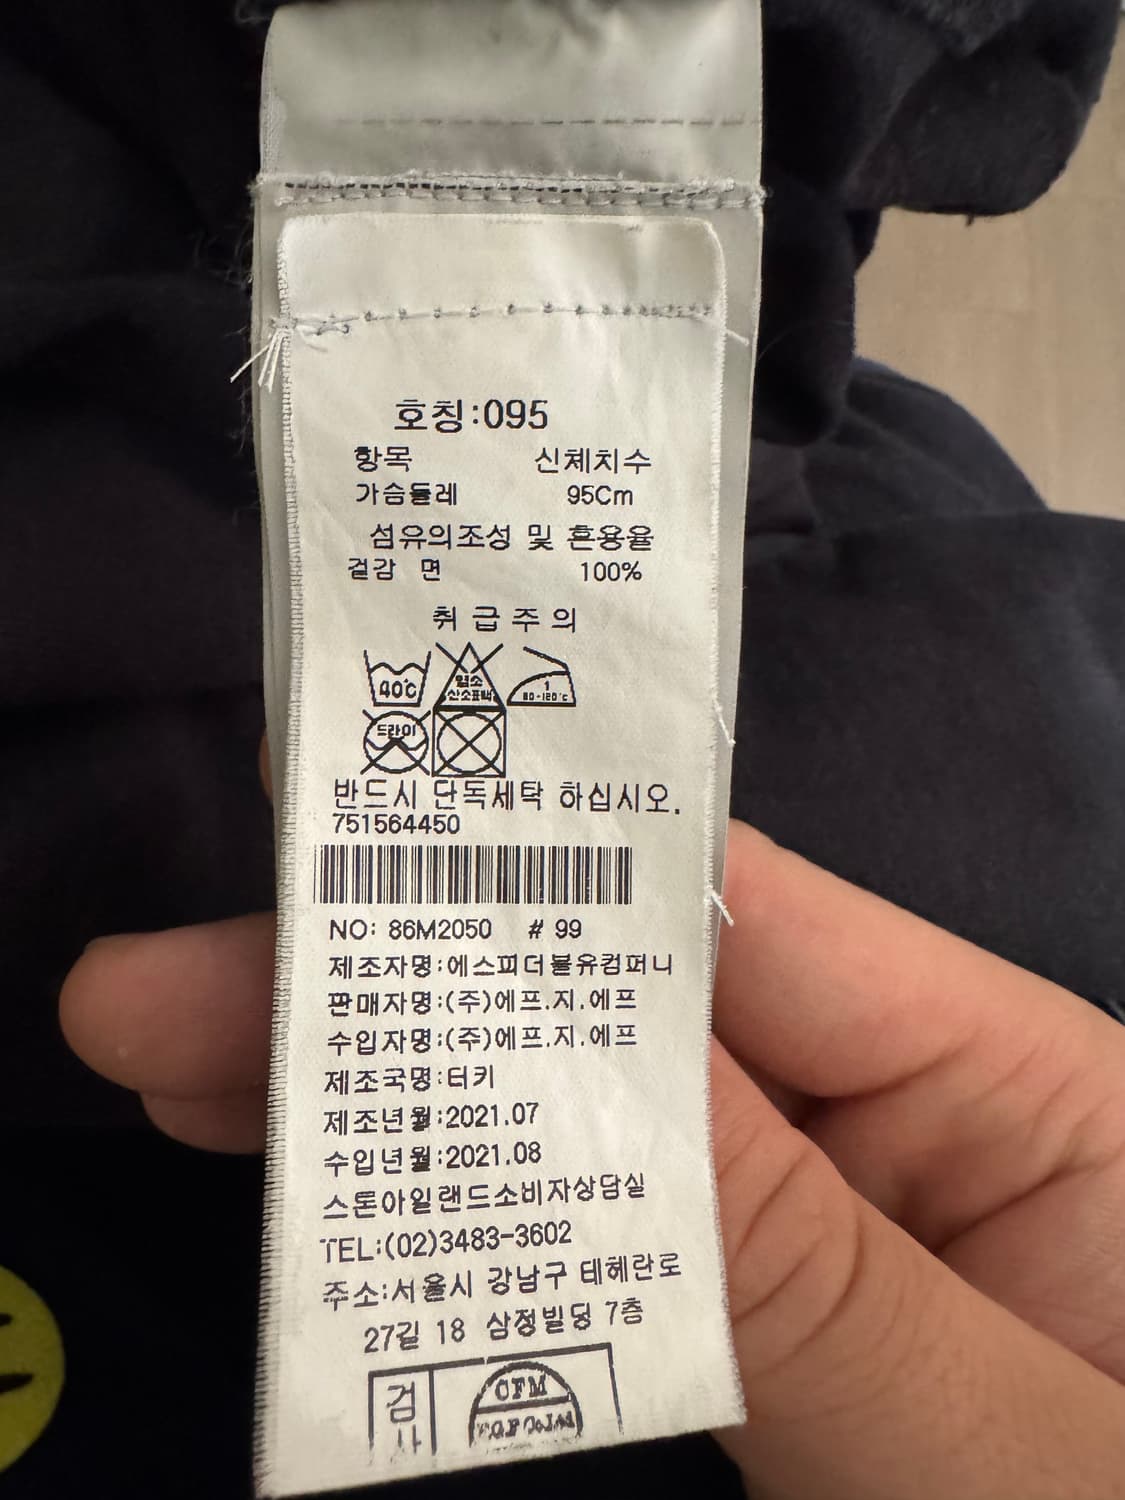 호칭:095
항목 신체치수
가슴둘레 95Cm
섬유의조성 및 혼용율
겉감 면 100%
취급주의
40℃
염소
산소표백
1
80-120℃
드라이
반드시 단독세탁 하십시오.
751564450
NO: 86M2050 # 99
제조자명:에스피더블유컴퍼니
판매자명:(주)에프.지.에프
수입자명:(주)에프.지.에프
제조국명:터키
제조년월:2021.07
수입년월:2021.08
스톤아일랜드소비자상담실
TEL:(02)3483-3602
주소:서울시 강남구 테헤란로
27길 18 삼정빌딩 7층
검
사